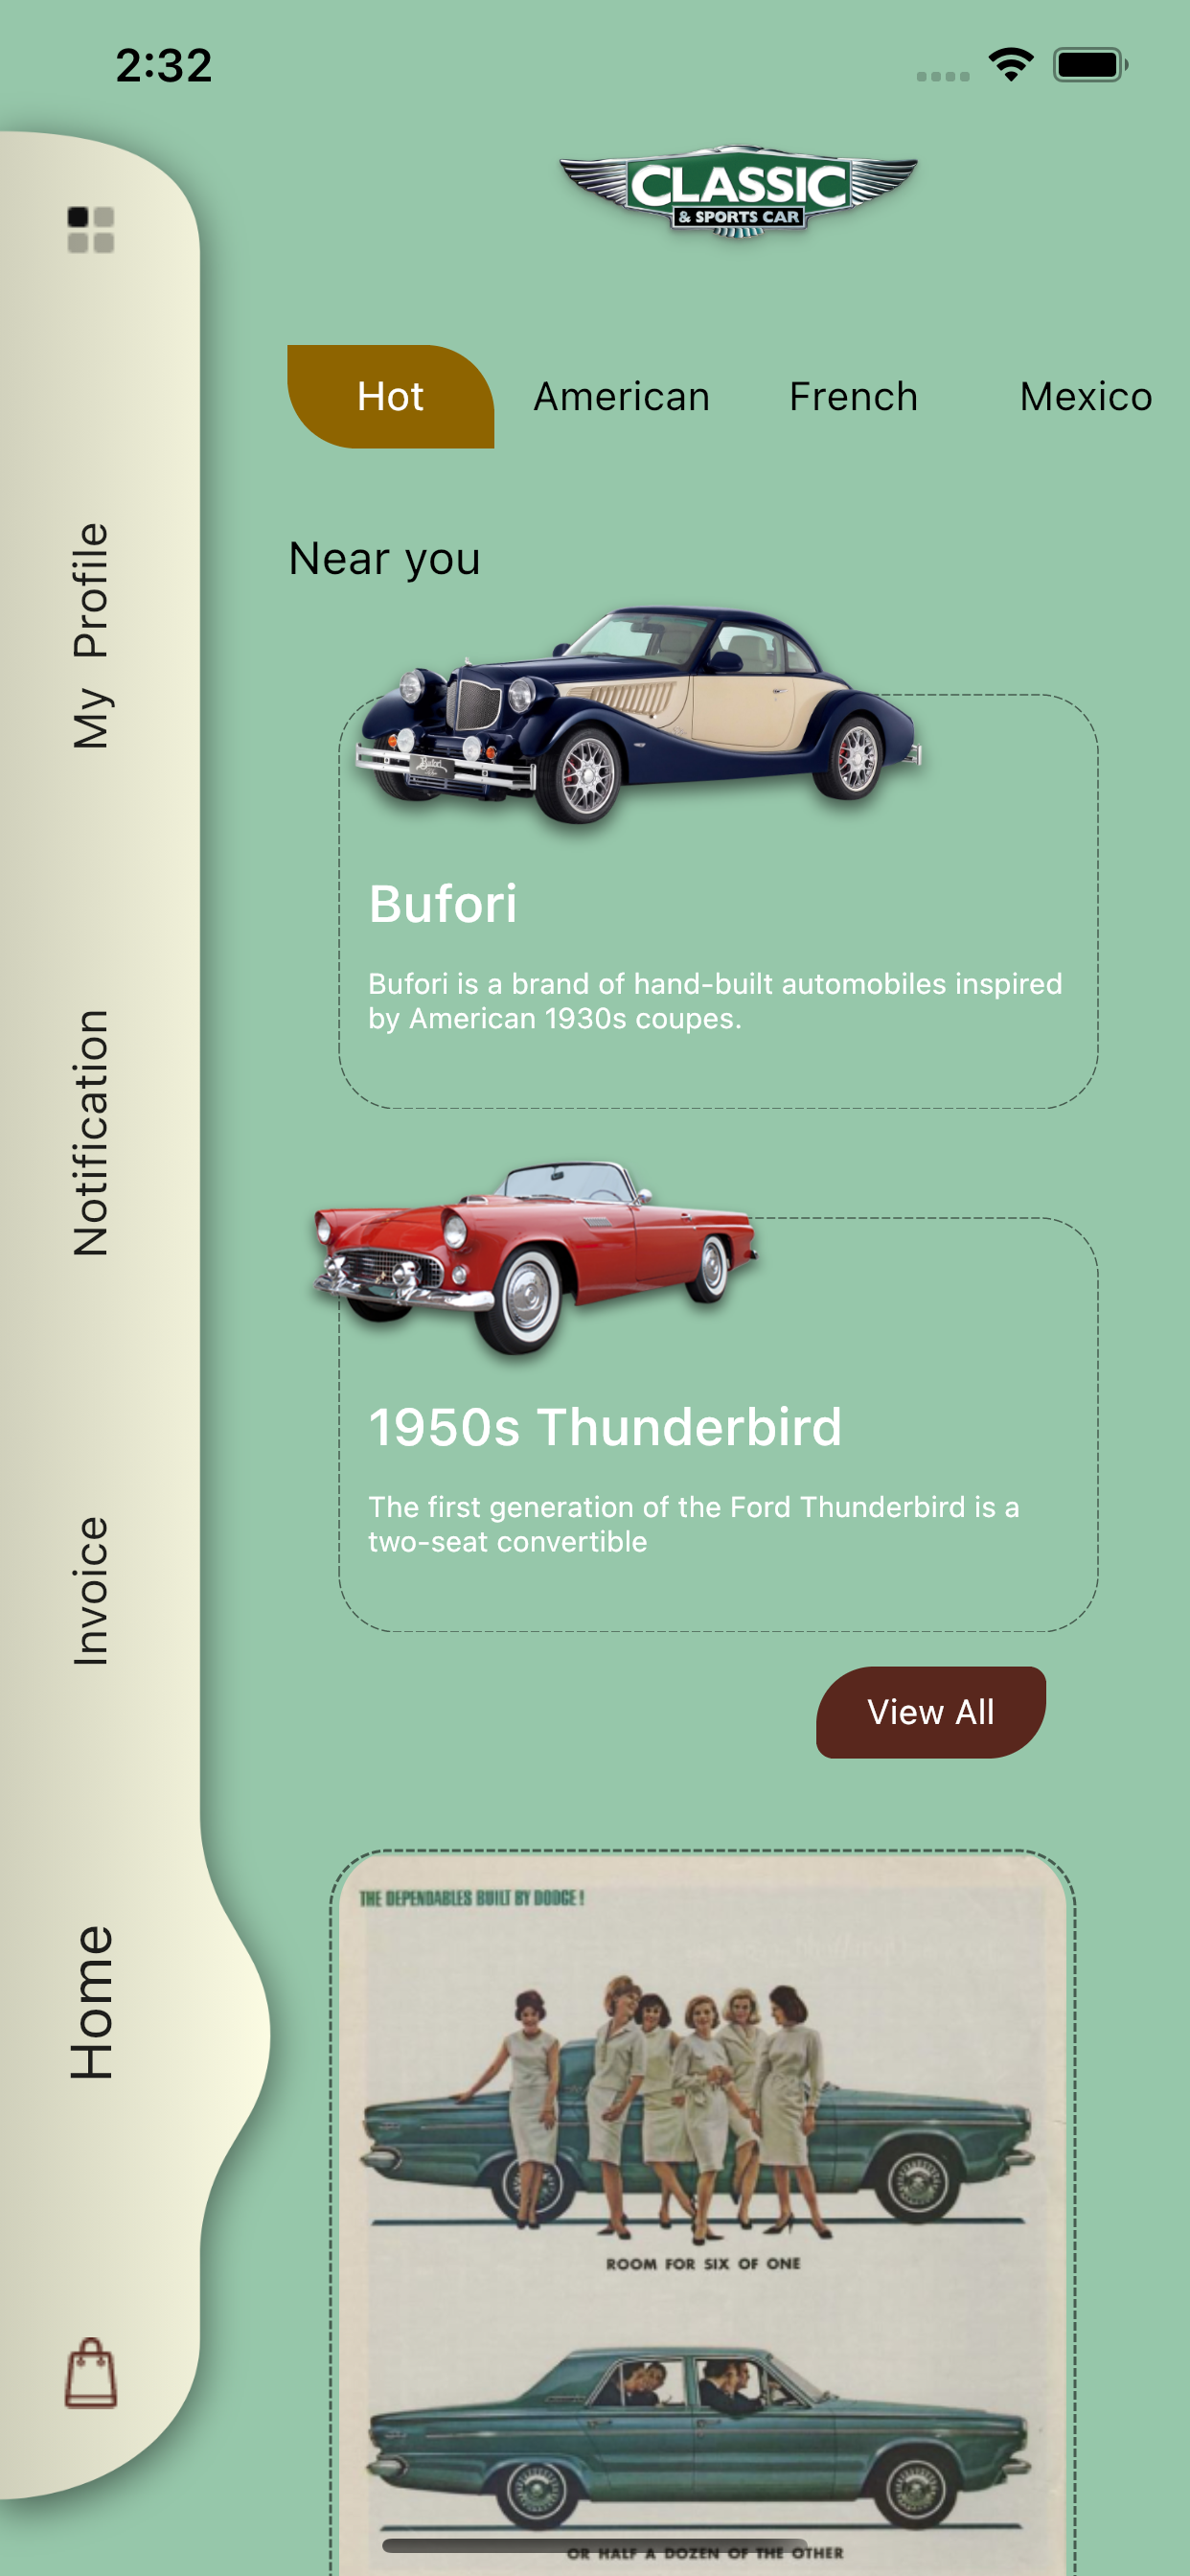 2:32
CLASSIC
& SPORTS CAR
Hot
American
French
Mexico
My Profile
Notification
Invoice
Home
Near you
Bufori
Bufori
Bufori is a brand of hand-built automobiles inspired
by American 1930s coupes.
1950s Thunderbird
The first generation of the Ford Thunderbird is a
two-seat convertible
View All
THE DEPENDABLES BUILT BY DODGE!
ROOM FOR SIX OF ONE
OR HALF A DOZEN OF THE OTHER